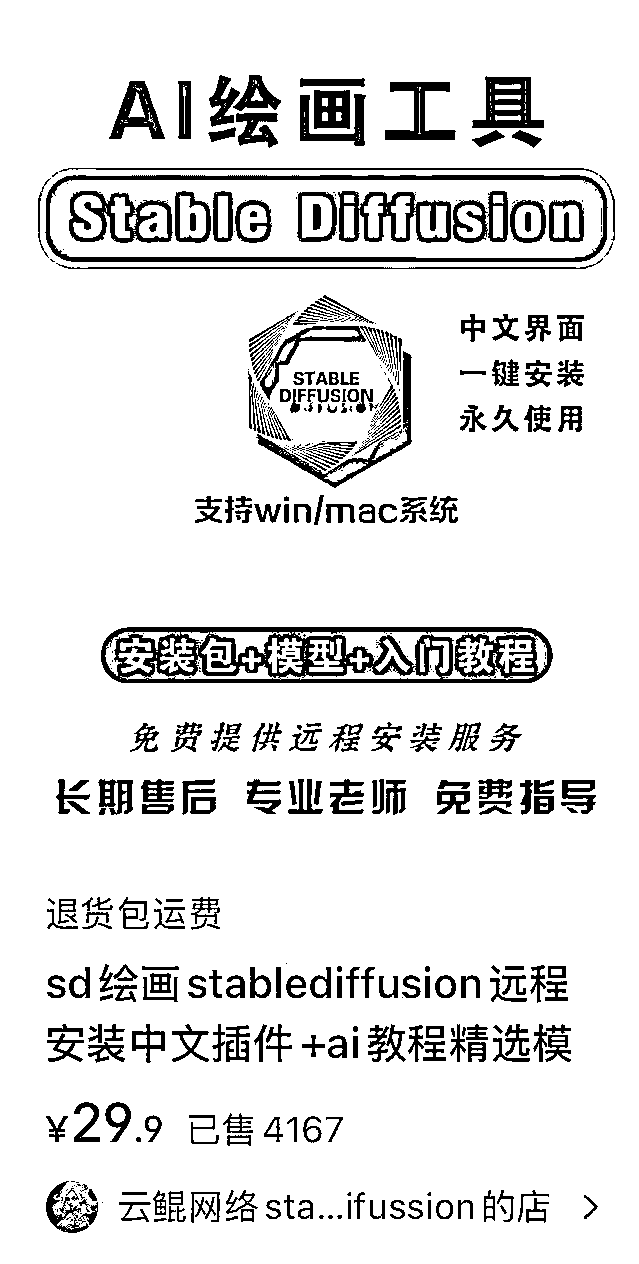 AI绘画工具
Stable Diffusion
中文界面
一键安装
永久使用
STABLE
DIFFUSION
支持win/mac系统
安装包+模型+入门教程
免费提供远程安装服务
长期售后 专业老师 免费指导
退货包运费
sd绘画stablediffusion远程
安装中文插件+ai教程精选模
¥29.9 已售4167
云鲲网络sta...ifussion的店